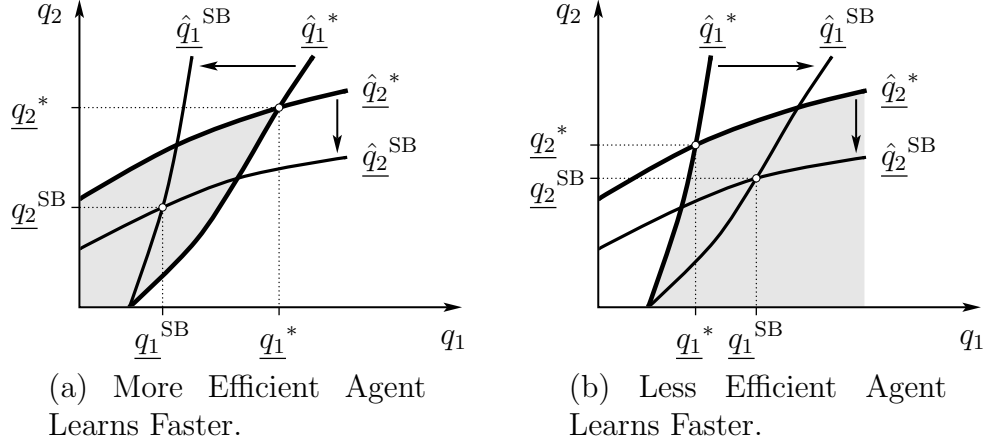 q₂
q̲̂₁^SB
q̲̂₁*
q̲̂₂*
q̲₂*
q̲̂₂^SB
q̲₂^SB
q̲₁^SB
q̲₁*
q₁
(a) More Efficient Agent
Learns Faster.
q₂
q̲̂₁*
q̲̂₁^SB
q̲̂₂*
q̲₂*
q̲̂₂^SB
q̲₂^SB
q̲₁*
q̲₁^SB
q₁
(b) Less Efficient Agent
Learns Faster.